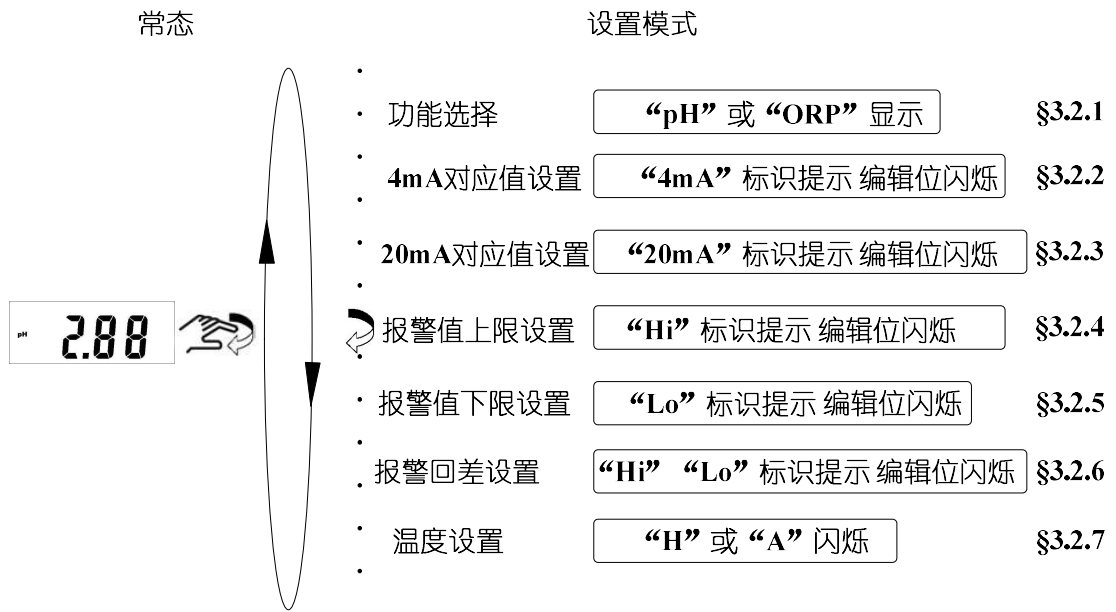 常态 设置模式
功能选择 “pH” 或 “ORP” 显示 §3.2.1
4mA对应值设置 “4mA” 标识提示 编辑位闪烁 §3.2.2
20mA对应值设置 “20mA” 标识提示 编辑位闪烁 §3.2.3
pH 2.88
报警值上限设置 “Hi” 标识提示 编辑位闪烁 §3.2.4
报警值下限设置 “Lo” 标识提示 编辑位闪烁 §3.2.5
报警回差设置 “Hi” “Lo” 标识提示 编辑位闪烁 §3.2.6
温度设置 “H” 或 “A” 闪烁 §3.2.7